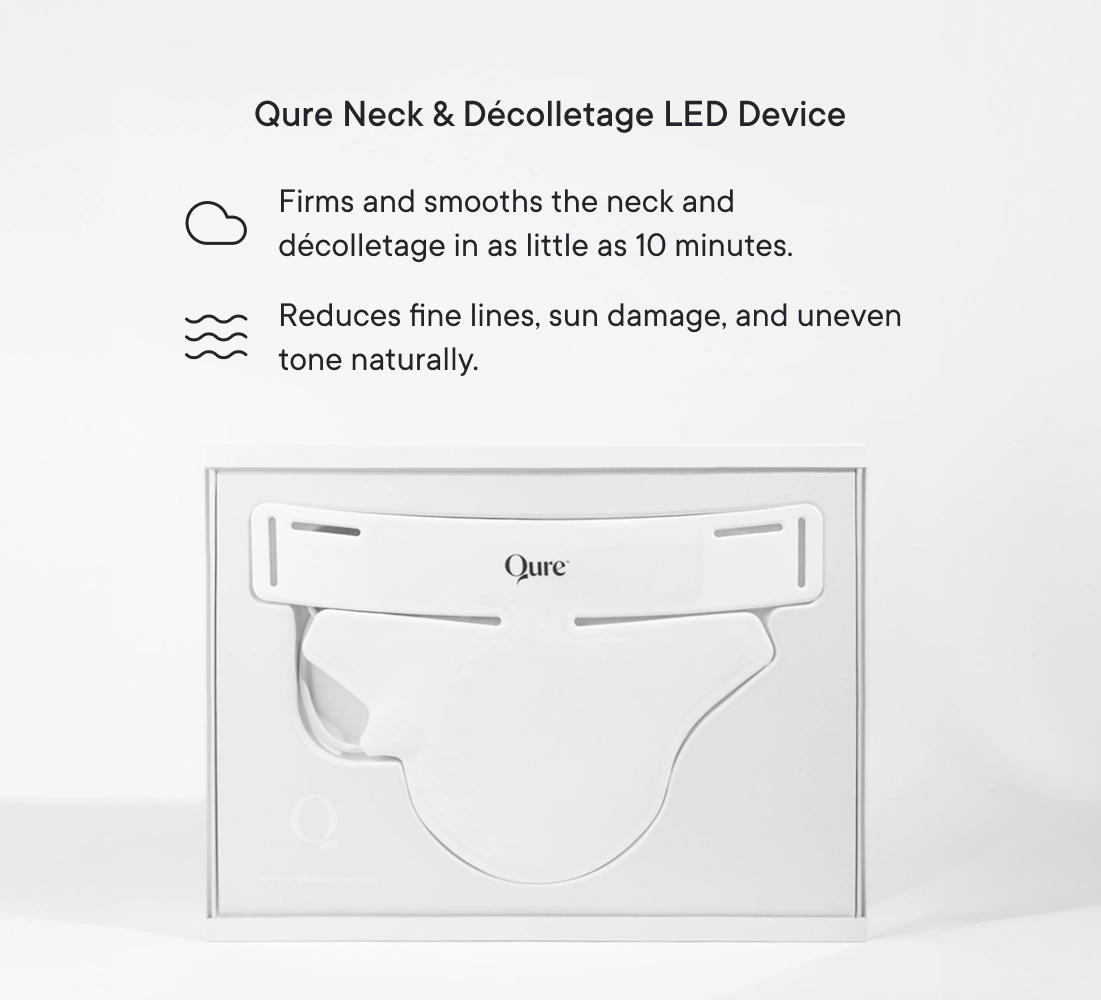 Qure Neck & Décolletage LED Device
Firms and smooths the neck and
décolletage in as little as 10 minutes.
Reduces fine lines, sun damage, and uneven
tone naturally.
Qure™
Q